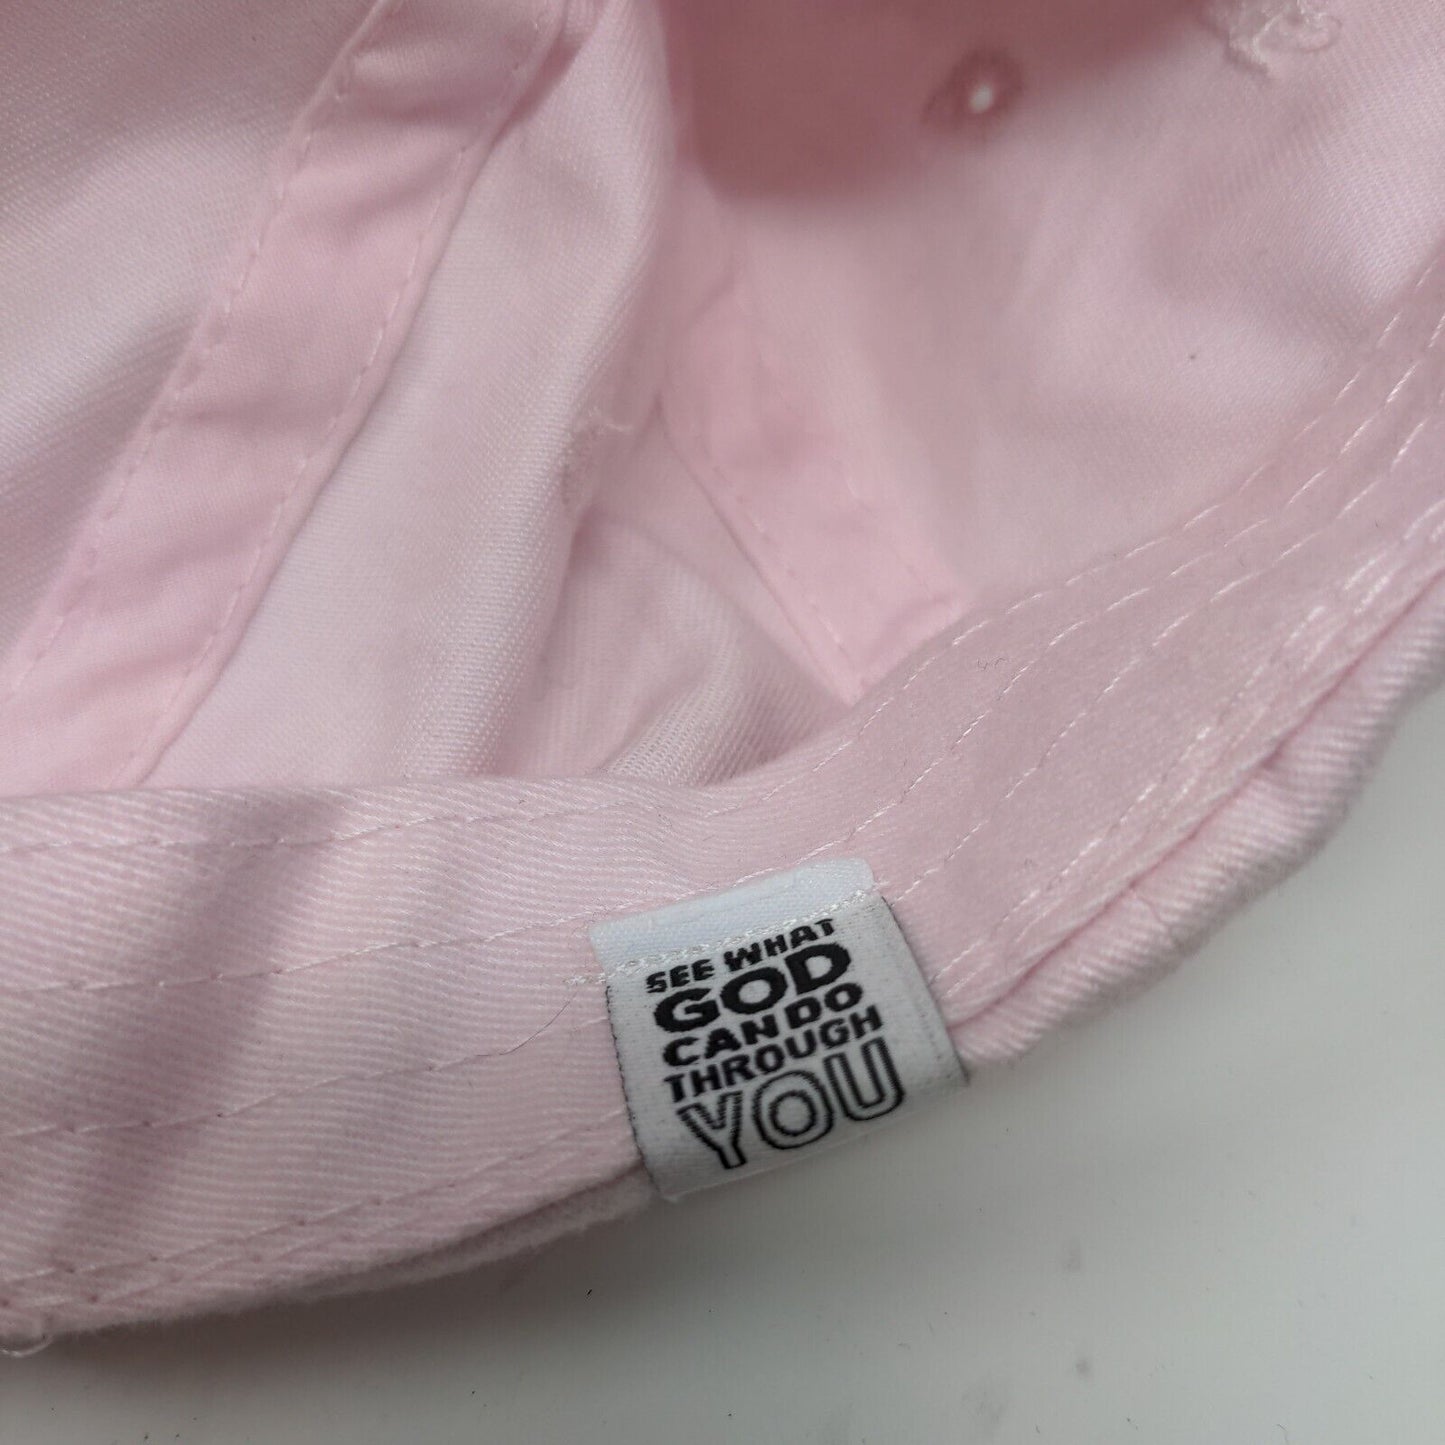 SEE WHAT
GOD
CAN DO
THROUGH
YOU